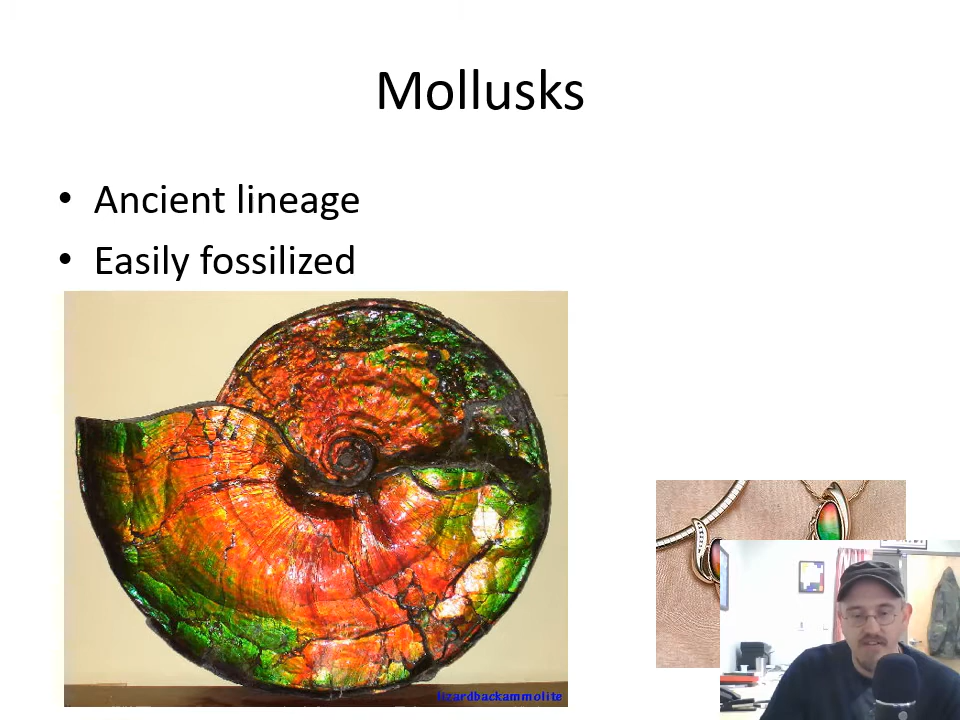 Mollusks
• Ancient lineage
• Easily fossilized
lizardbackammolite